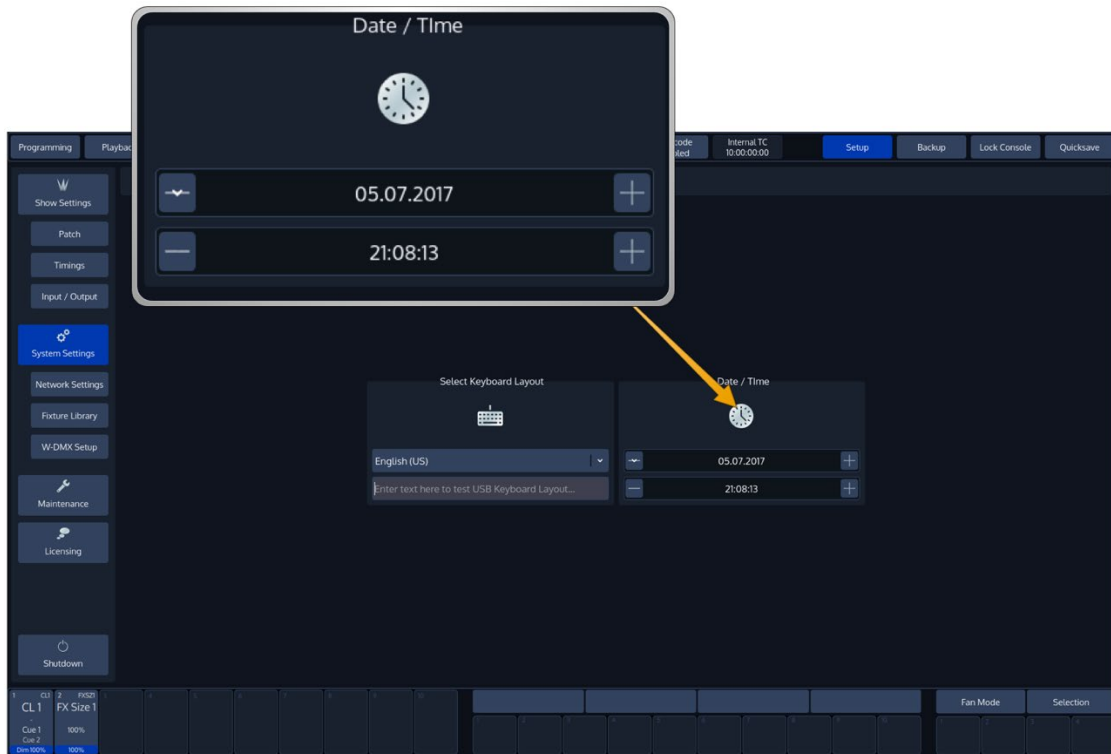 Date / TIme
05.07.2017
21:08:13
Programming
Internal TC
10:00:00:00
Setup
Backup
Lock Console
Quicksave
Show Settings
Patch
Timings
Input / Output
System Settings
Network Settings
Fixture Library
W-DMX Setup
Maintenance
Licensing
Shutdown
Select Keyboard Layout
English (US)
Enter text here to test USB Keyboard Layout...
Date / TIme
05.07.2017
21:08:13
1 CL1
CL 1
-
Cue 1
Cue 2
Dim 100%
2 FXSZ1
FX Size 1
100%
100%
Fan Mode
Selection